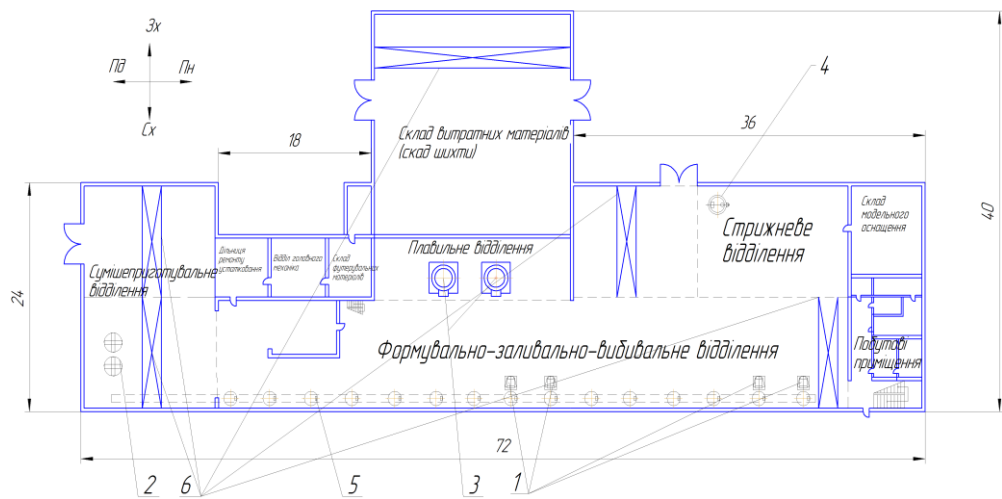 Зх
Пд Пн
Сх
4
18
Склад витратних матеріалів
(скад шихти)
36
40
Стрижневе
відділення
Склад
модельного
оснащення
24
Сумішеприготувальне
відділення
Дільниця
ремонту
устатковання
Відділ головного
механіка
Склад
футерувальних
матеріалів
Плавильне відділення
Формувально-заливально-вибивальне відділення
Побутові
приміщення
72
2 6 5 3 1